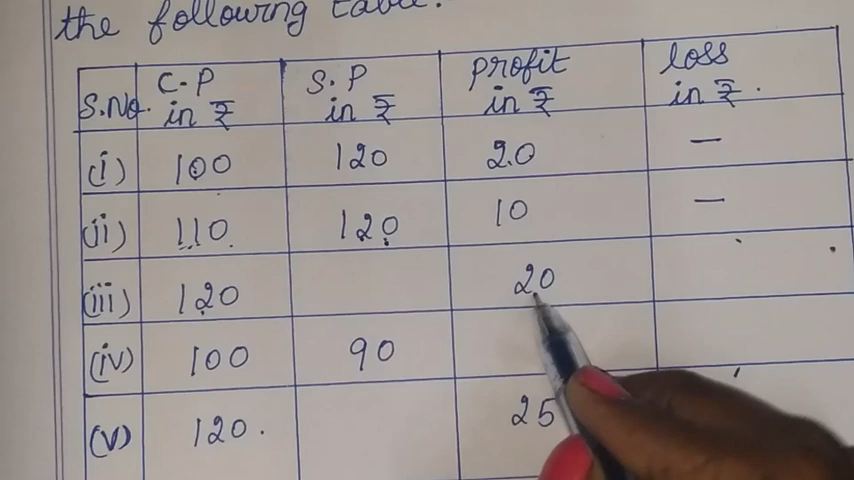 the following table.
S.No. C.P in ₹ S.P in ₹ profit in ₹ loss in ₹.
(i) 100 120 20 —
(ii) 110 120 10 —
(iii) 120 20
(iv) 100 90
(v) 120. 25